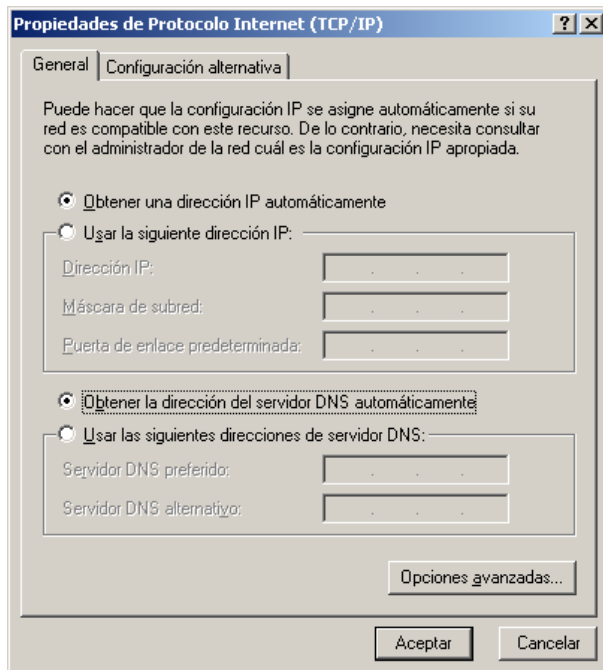 Propiedades de Protocolo Internet (TCP/IP)
General
Configuración alternativa
Puede hacer que la configuración IP se asigne automáticamente si su
red es compatible con este recurso. De lo contrario, necesita consultar
con el administrador de la red cuál es la configuración IP apropiada.
Obtener una dirección IP automáticamente
Usar la siguiente dirección IP:
Dirección IP:
Máscara de subred:
Puerta de enlace predeterminada:
Obtener la dirección del servidor DNS automáticamente
Usar las siguientes direcciones de servidor DNS:
Servidor DNS preferido:
Servidor DNS alternativo:
Opciones avanzadas...
Aceptar
Cancelar